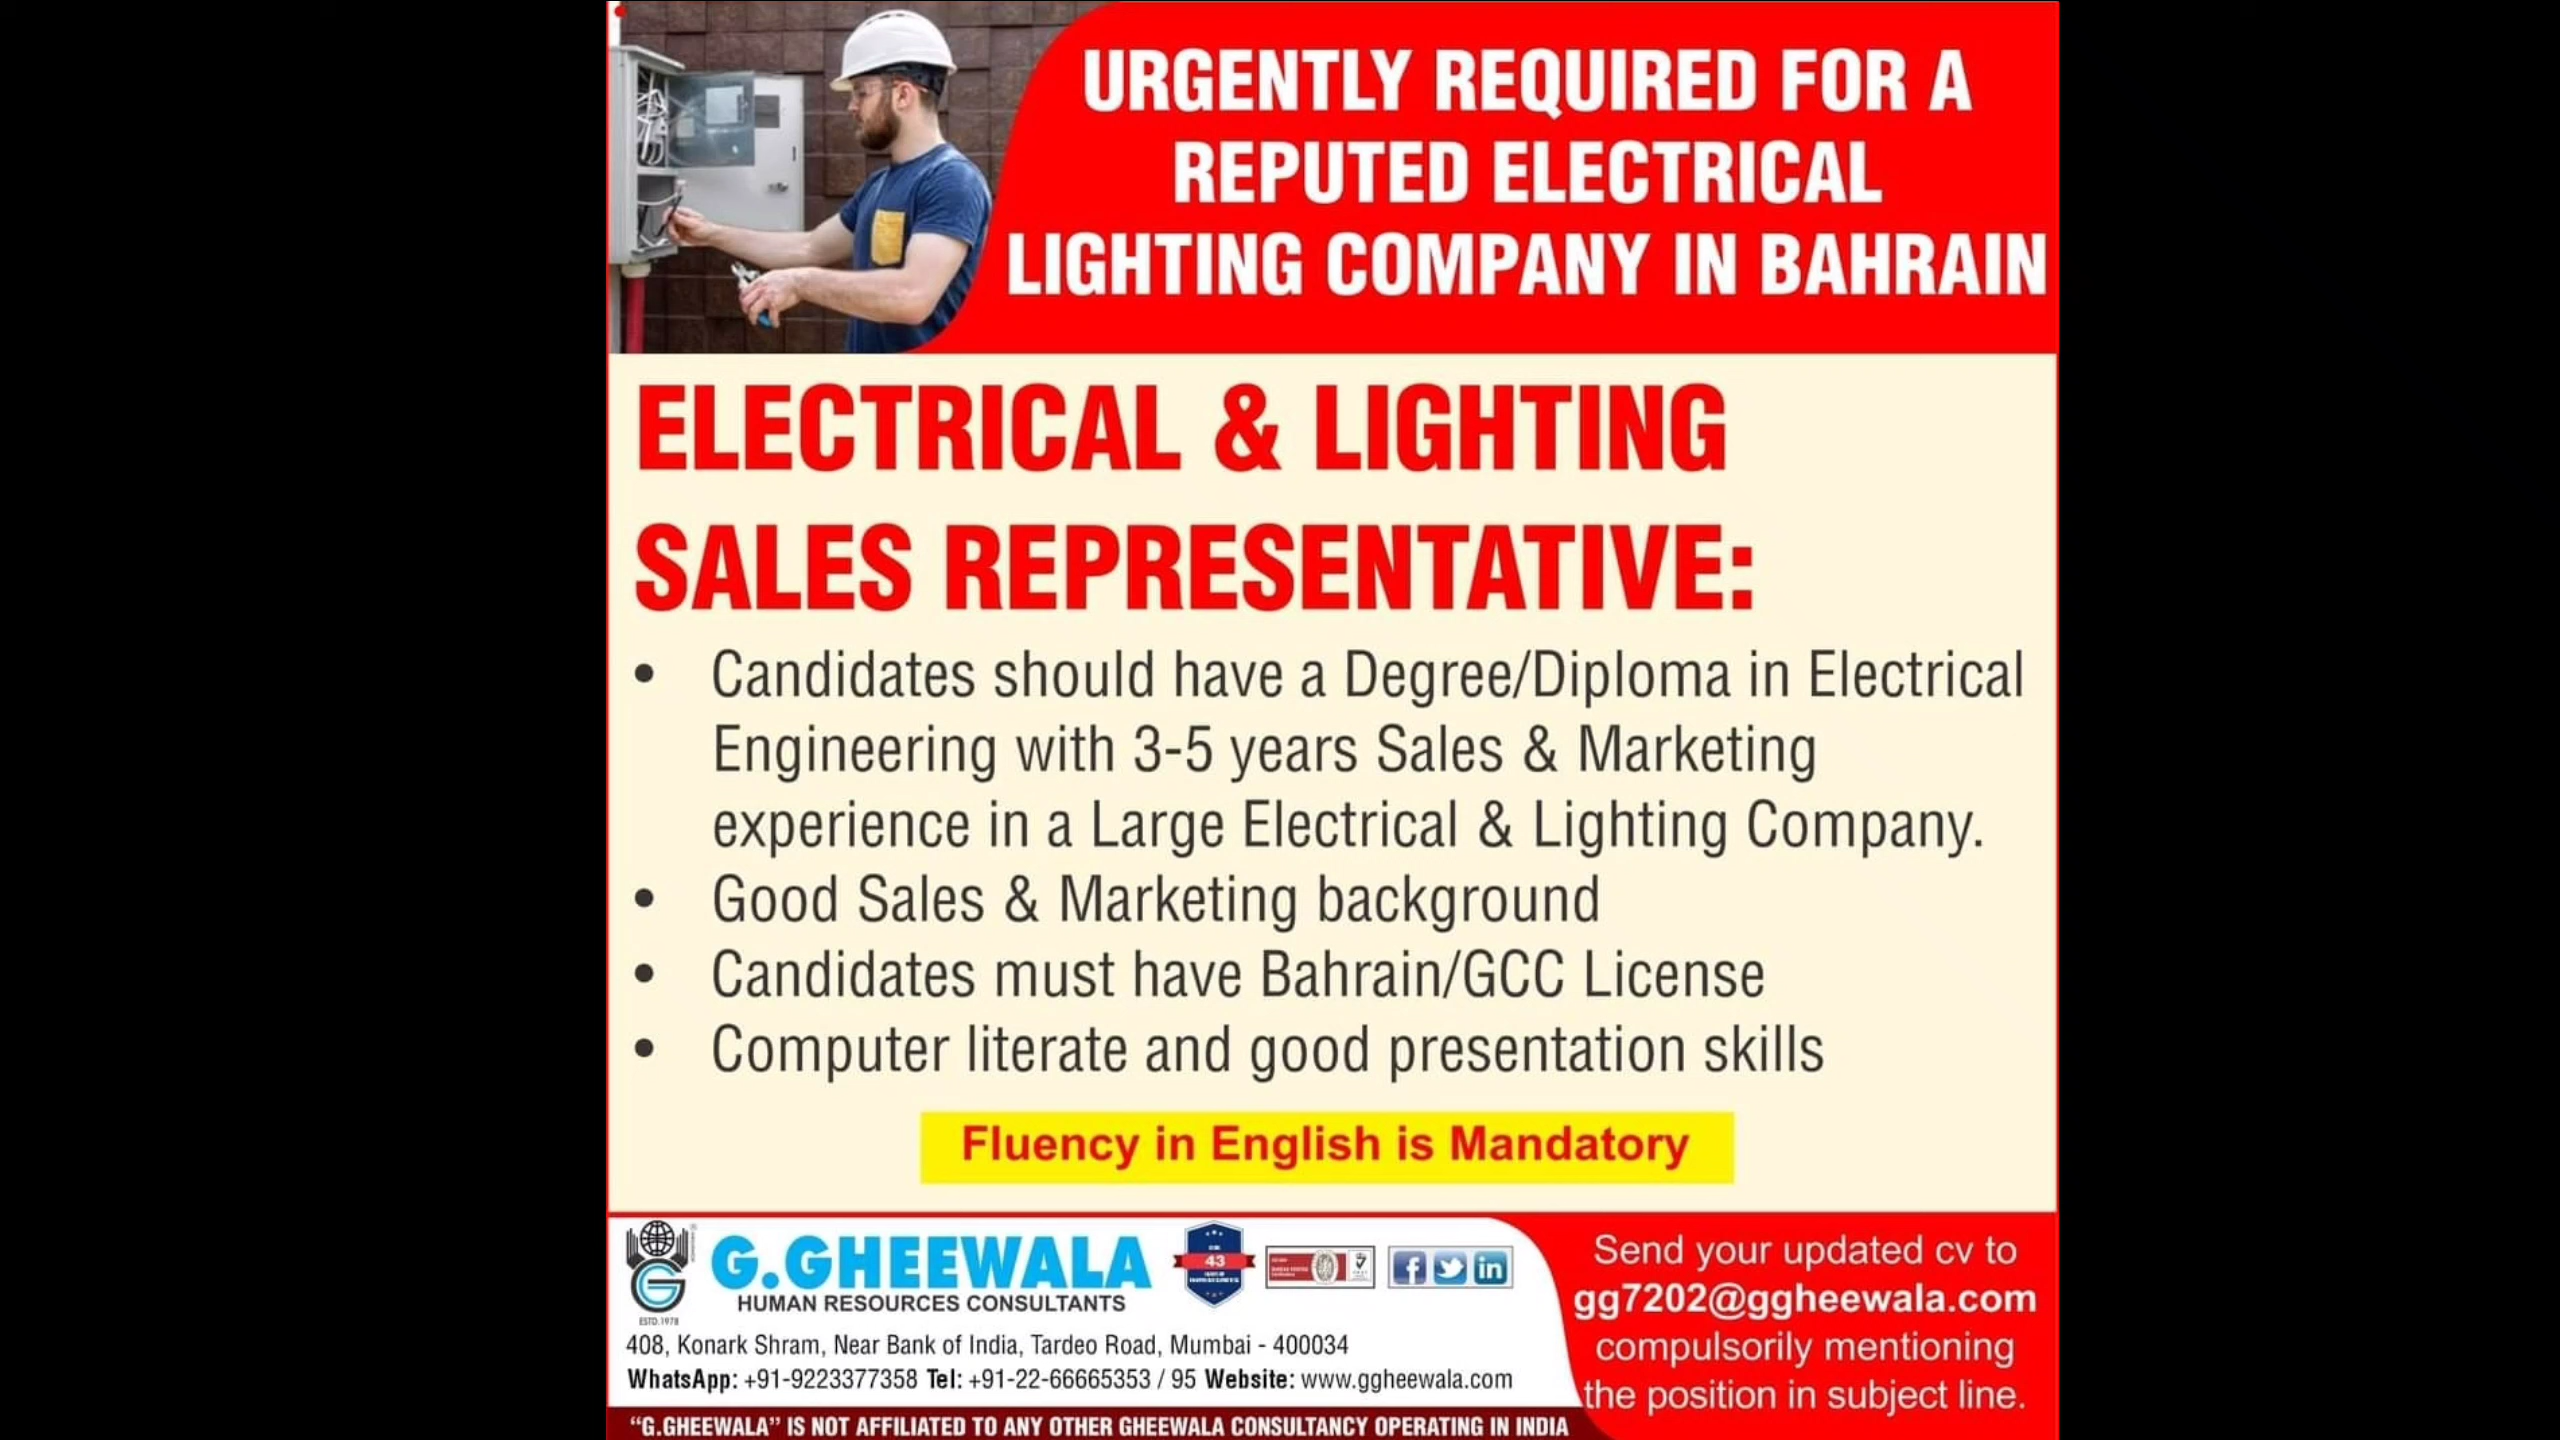 URGENTLY REQUIRED FOR A
REPUTED ELECTRICAL
LIGHTING COMPANY IN BAHRAIN
ELECTRICAL & LIGHTING
SALES REPRESENTATIVE:
• Candidates should have a Degree/Diploma in Electrical
Engineering with 3-5 years Sales & Marketing
experience in a Large Electrical & Lighting Company.
• Good Sales & Marketing background
• Candidates must have Bahrain/GCC License
• Computer literate and good presentation skills
Fluency in English is Mandatory
G
ESTD.1978
G.GHEEWALA
HUMAN RESOURCES CONSULTANTS
43
f
in
408, Konark Shram, Near Bank of India, Tardeo Road, Mumbai - 400034
WhatsApp: +91-9223377358 Tel: +91-22-66665353 / 95 Website: www.ggheewala.com
"G.GHEEWALA" IS NOT AFFILIATED TO ANY OTHER GHEEWALA CONSULTANCY OPERATING IN INDIA
Send your updated cv to
gg7202@ggheewala.com
compulsorily mentioning
the position in subject line.